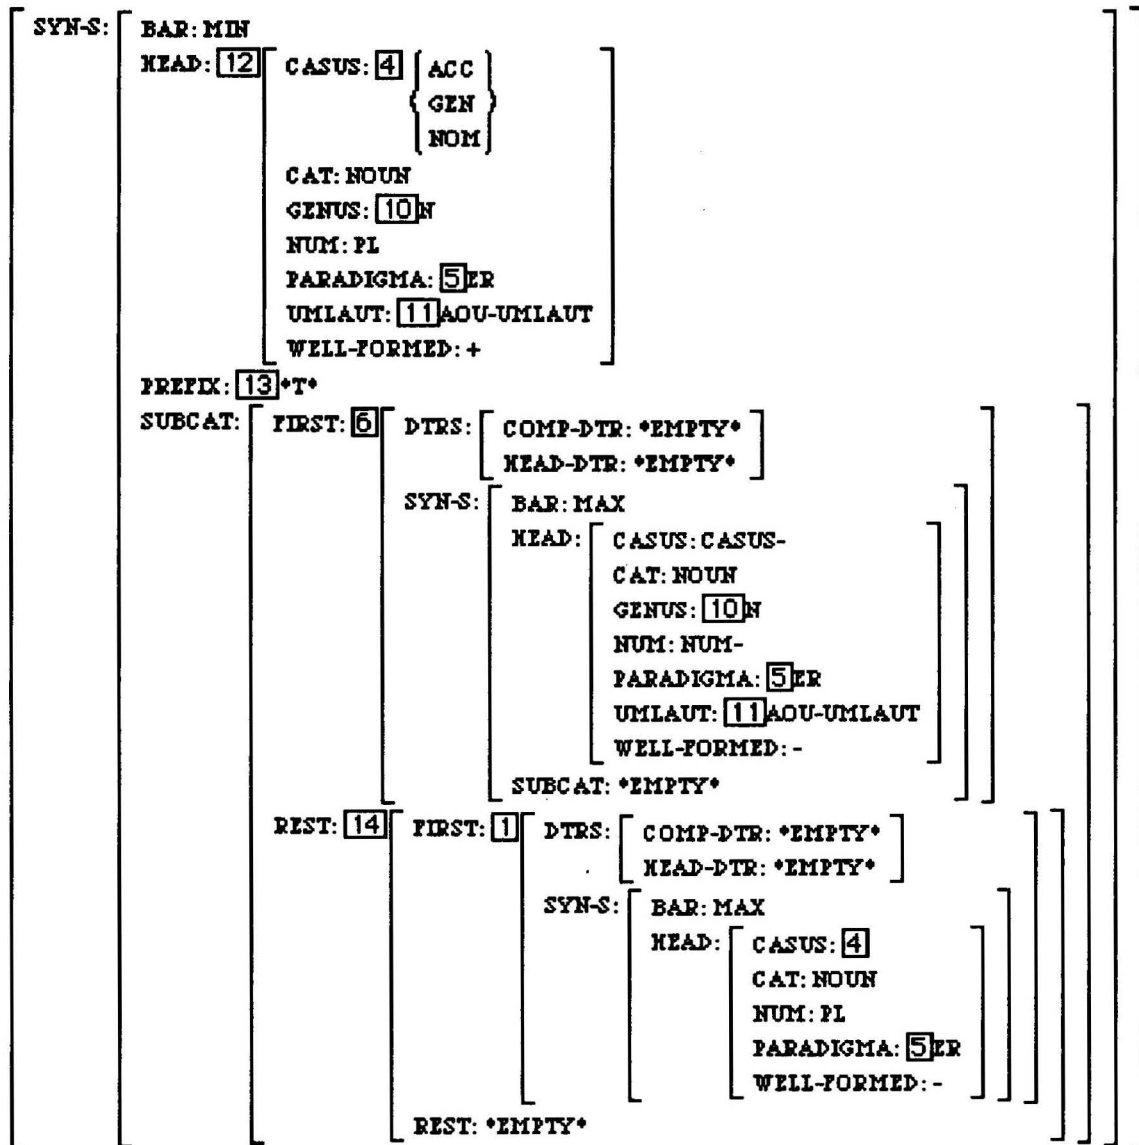 SYN-S: BAR: MIN
HEAD: 12 CASUS: 4 ACC
GEN
NOM
CAT: NOUN
GENUS: 10 N
NUM: PL
PARADIGMA: 5 ER
UMLAUT: 11 AOU-UMLAUT
WELL-FORMED: +
PREFIX: 13 *T*
SUBCAT: FIRST: 6 DTRS: COMP-DTR: *EMPTY*
HEAD-DTR: *EMPTY*
SYN-S: BAR: MAX
HEAD: CASUS: CASUS-
CAT: NOUN
GENUS: 10 N
NUM: NUM-
PARADIGMA: 5 ER
UMLAUT: 11 AOU-UMLAUT
WELL-FORMED: -
SUBCAT: *EMPTY*
REST: 14 FIRST: 1 DTRS: COMP-DTR: *EMPTY*
HEAD-DTR: *EMPTY*
SYN-S: BAR: MAX
HEAD: CASUS: 4
CAT: NOUN
NUM: PL
PARADIGMA: 5 ER
WELL-FORMED: -
REST: *EMPTY*